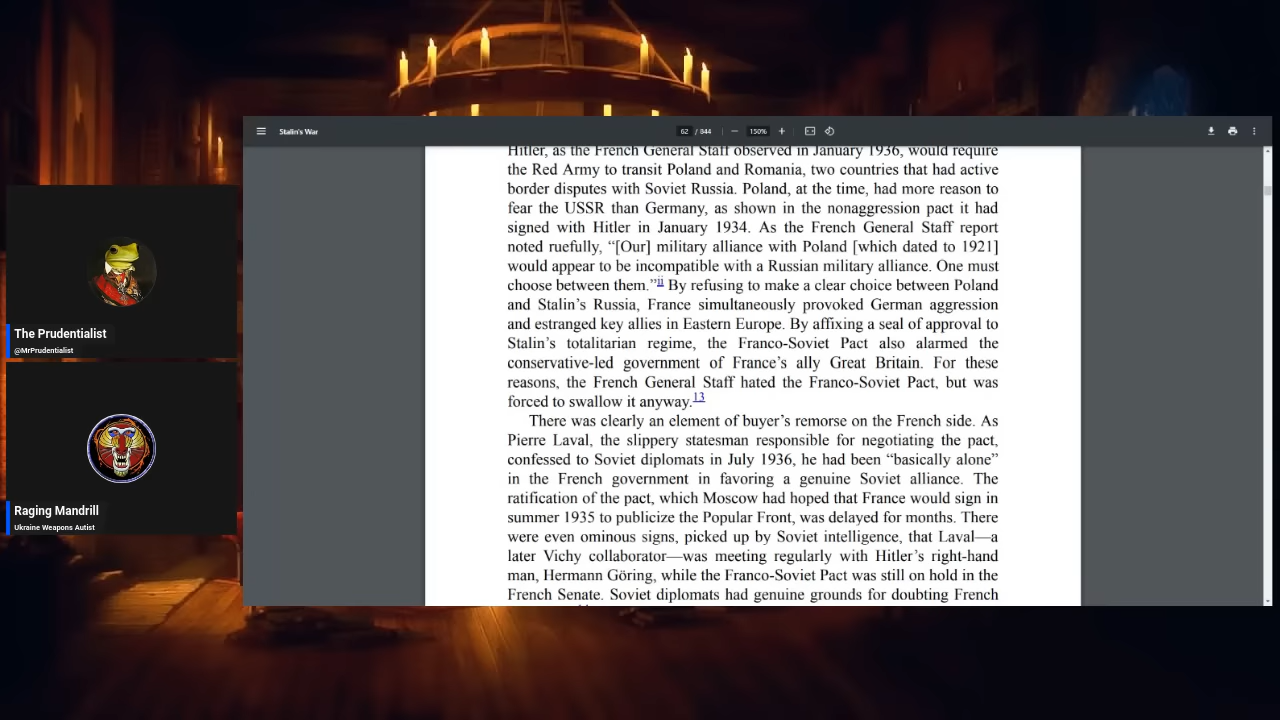 Stalin's War
62 / 844
150%
Hitler, as the French General Staff observed in January 1936, would require
the Red Army to transit Poland and Romania, two countries that had active
border disputes with Soviet Russia. Poland, at the time, had more reason to
fear the USSR than Germany, as shown in the nonaggression pact it had
signed with Hitler in January 1934. As the French General Staff report
noted ruefully, “[Our] military alliance with Poland [which dated to 1921]
would appear to be incompatible with a Russian military alliance. One must
choose between them.”ii By refusing to make a clear choice between Poland
and Stalin’s Russia, France simultaneously provoked German aggression
and estranged key allies in Eastern Europe. By affixing a seal of approval to
Stalin’s totalitarian regime, the Franco-Soviet Pact also alarmed the
conservative-led government of France’s ally Great Britain. For these
reasons, the French General Staff hated the Franco-Soviet Pact, but was
forced to swallow it anyway.13
There was clearly an element of buyer’s remorse on the French side. As
Pierre Laval, the slippery statesman responsible for negotiating the pact,
confessed to Soviet diplomats in July 1936, he had been “basically alone”
in the French government in favoring a genuine Soviet alliance. The
ratification of the pact, which Moscow had hoped that France would sign in
summer 1935 to publicize the Popular Front, was delayed for months. There
were even ominous signs, picked up by Soviet intelligence, that Laval—a
later Vichy collaborator—was meeting regularly with Hitler’s right-hand
man, Hermann Göring, while the Franco-Soviet Pact was still on hold in the
French Senate. Soviet diplomats had genuine grounds for doubting French
The Prudentialist
@MrPrudentialist
Raging Mandrill
Ukraine Weapons Autist